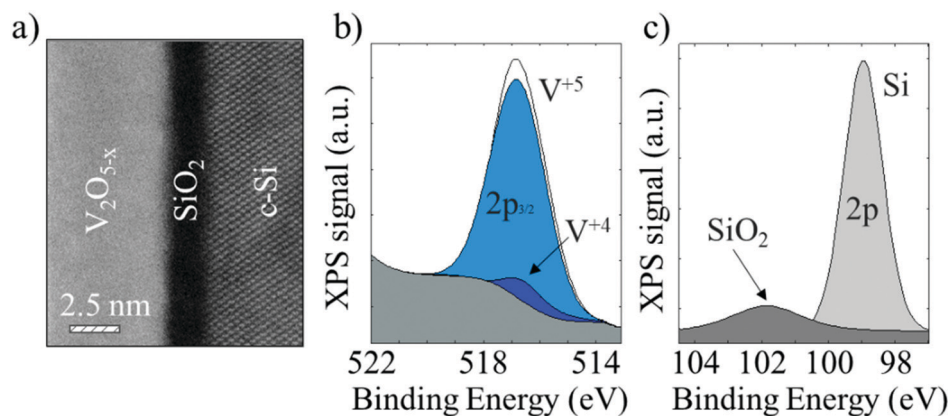 a)
V₂O₅₋ₓ
SiO₂
c-Si
2.5 nm
b)
XPS signal (a.u.)
V⁺⁵
2p₃/₂
V⁺⁴
522 518 514
Binding Energy (eV)
c)
XPS signal (a.u.)
Si
2p
SiO₂
104 102 100 98
Binding Energy (eV)